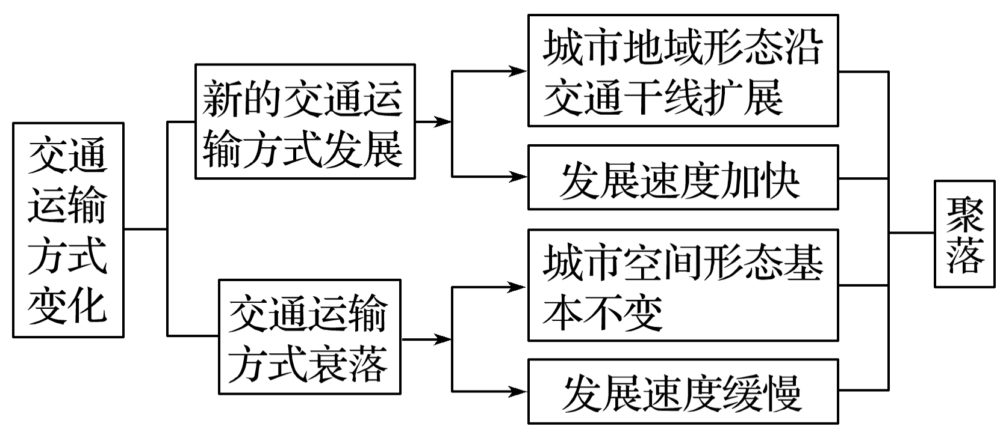 交通
运输
方式
变化
新的交通运
输方式发展
交通运输
方式衰落
城市地域形态沿
交通干线扩展
发展速度加快
城市空间形态基
本不变
发展速度缓慢
聚
落